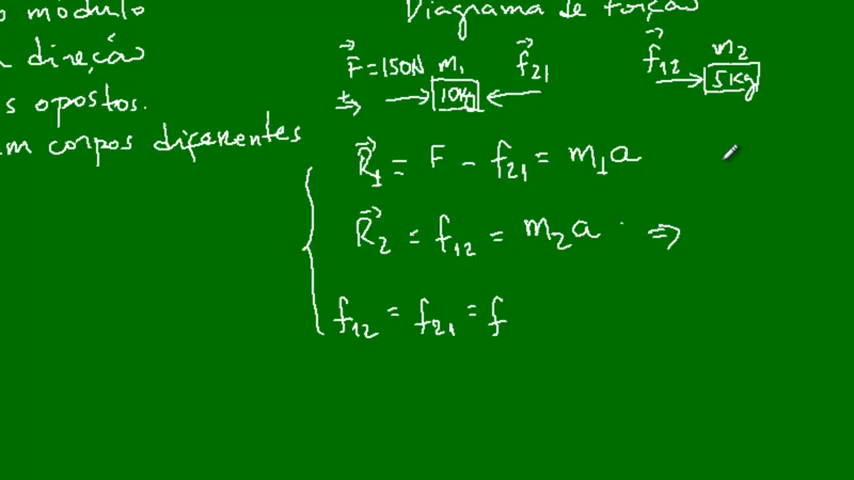 o módulo
direção
s opostos.
em corpos diferentes
Diagrama de forças
F = 150N m₁ f₂₁ f₁₂ m₂
+ 10kg 5kg
R₁ = F - f₂₁ = m₁a
R₂ = f₁₂ = m₂a . ⇒
f₁₂ = f₂₁ = f